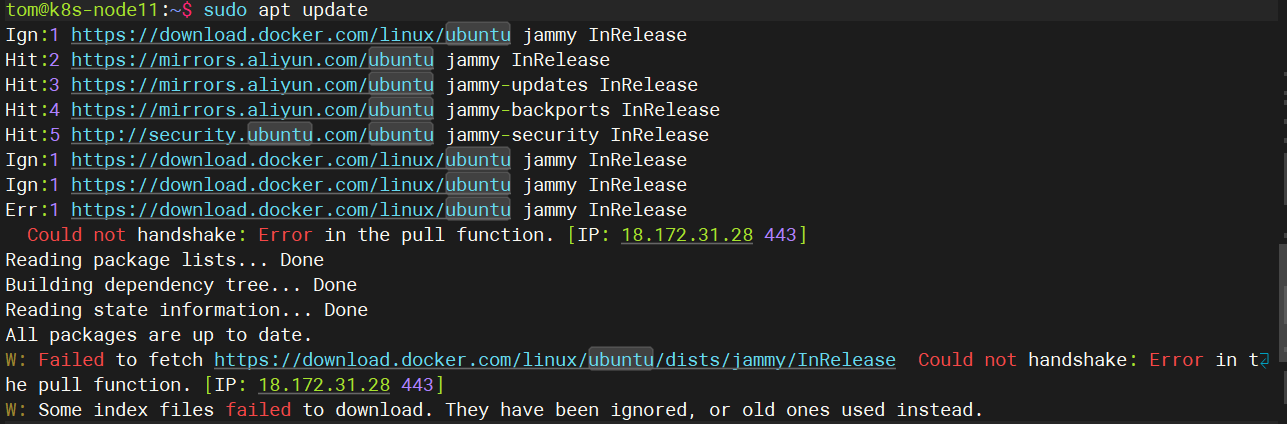 tom@k8s-node11:~$ sudo apt update
Ign:1 https://download.docker.com/linux/ubuntu jammy InRelease
Hit:2 https://mirrors.aliyun.com/ubuntu jammy InRelease
Hit:3 https://mirrors.aliyun.com/ubuntu jammy-updates InRelease
Hit:4 https://mirrors.aliyun.com/ubuntu jammy-backports InRelease
Hit:5 http://security.ubuntu.com/ubuntu jammy-security InRelease
Ign:1 https://download.docker.com/linux/ubuntu jammy InRelease
Ign:1 https://download.docker.com/linux/ubuntu jammy InRelease
Err:1 https://download.docker.com/linux/ubuntu jammy InRelease
  Could not handshake: Error in the pull function. [IP: 18.172.31.28 443]
Reading package lists... Done
Building dependency tree... Done
Reading state information... Done
All packages are up to date.
W: Failed to fetch https://download.docker.com/linux/ubuntu/dists/jammy/InRelease  Could not handshake: Error in t
he pull function. [IP: 18.172.31.28 443]
W: Some index files failed to download. They have been ignored, or old ones used instead.